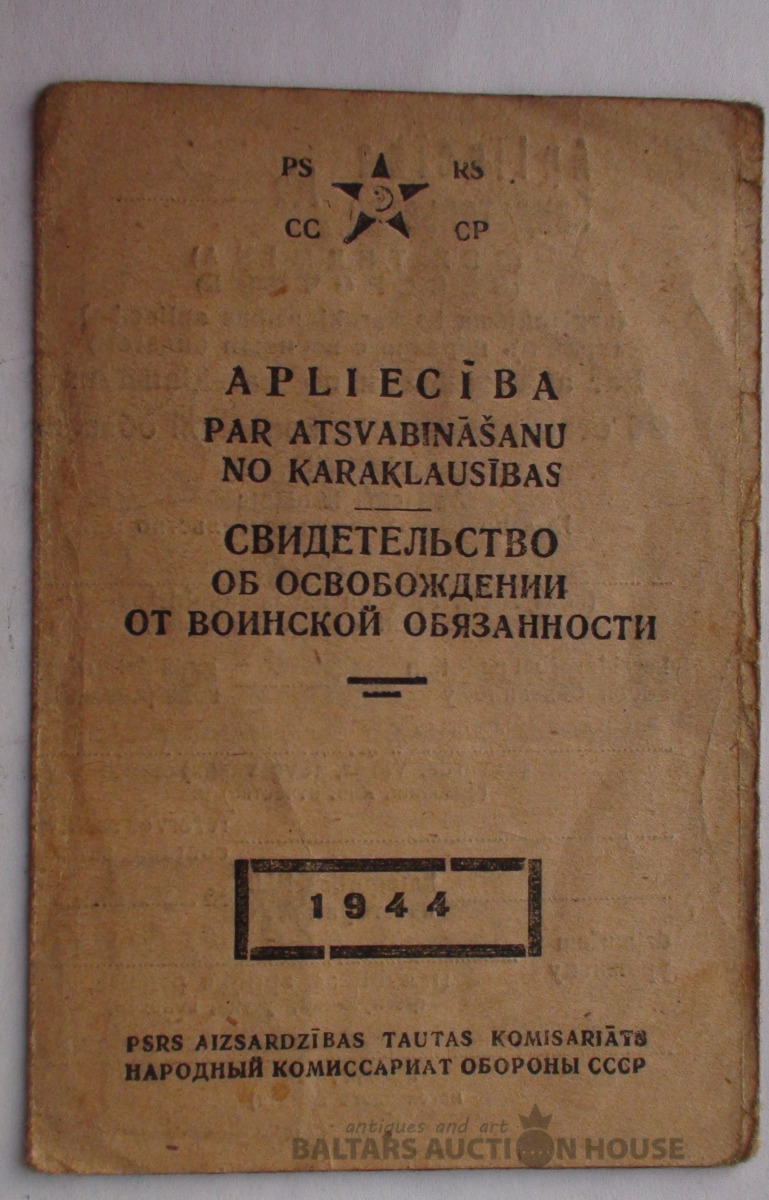 PS RS
CC CP
APLIECĪBA
PAR ATSVABINĀŠANU
NO KARAKLAUSĪBAS
СВИДЕТЕЛЬСТВО
ОБ ОСВОБОЖДЕНИИ
ОТ ВОИНСКОЙ ОБЯЗАННОСТИ
1944
PSRS AIZSARDZĪBAS TAUTAS KOMISARIĀTS
НАРОДНЫЙ КОМИССАРИАТ ОБОРОНЫ СССР
antiques and art
BALTARS AUCTION HOUSE